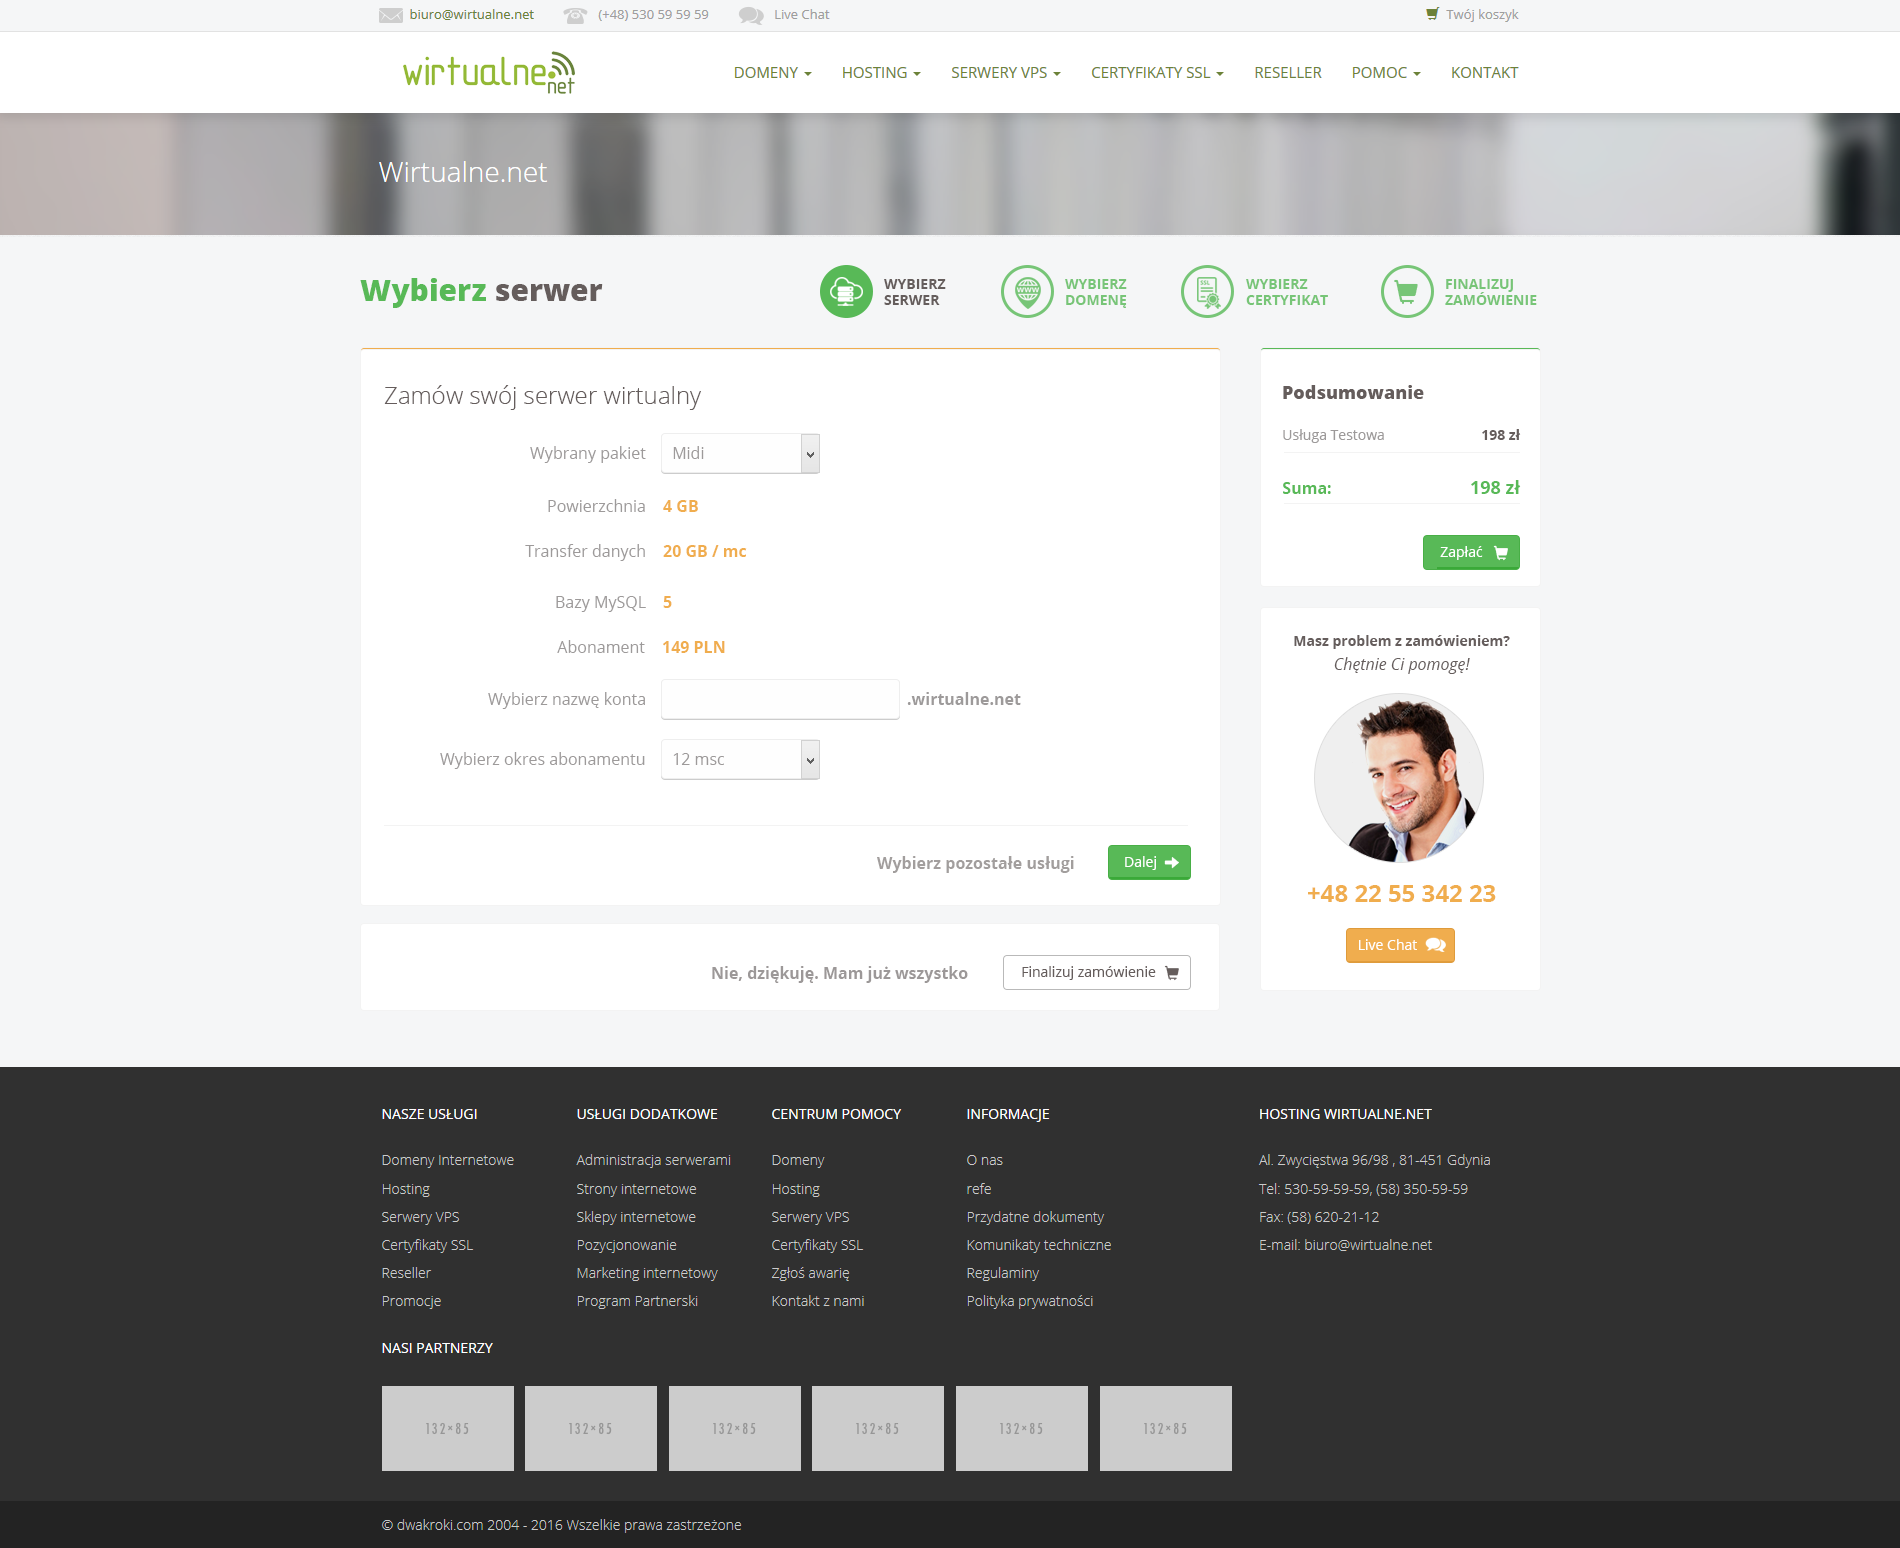 biuro@wirtualne.net (+48) 530 59 59 59 Live Chat Twój koszyk
wirtualne.net
DOMENY HOSTING SERWERY VPS CERTYFIKATY SSL RESELLER POMOC KONTAKT
Wirtualne.net
Wybierz serwer
WYBIERZ
SERWER
WWW
WYBIERZ
DOMENĘ
SSL
WYBIERZ
CERTYFIKAT
FINALIZUJ
ZAMÓWIENIE
Zamów swój serwer wirtualny
Wybrany pakiet Midi
Powierzchnia 4 GB
Transfer danych 20 GB / mc
Bazy MySQL 5
Abonament 149 PLN
Wybierz nazwę konta .wirtualne.net
Wybierz okres abonamentu 12 msc
Wybierz pozostałe usługi Dalej
Nie, dziękuję. Mam już wszystko Finalizuj zamówienie
Podsumowanie
Usługa Testowa 198 zł
Suma: 198 zł
Zapłać
Masz problem z zamówieniem?
Chętnie Ci pomogę!
+48 22 55 342 23
Live Chat
NASZE USŁUGI
Domeny Internetowe
Hosting
Serwery VPS
Certyfikaty SSL
Reseller
Promocje
USŁUGI DODATKOWE
Administracja serwerami
Strony internetowe
Sklepy internetowe
Pozycjonowanie
Marketing internetowy
Program Partnerski
CENTRUM POMOCY
Domeny
Hosting
Serwery VPS
Certyfikaty SSL
Zgłoś awarię
Kontakt z nami
INFORMACJE
O nas
refe
Przydatne dokumenty
Komunikaty techniczne
Regulaminy
Polityka prywatności
HOSTING WIRTUALNE.NET
Al. Zwycięstwa 96/98 , 81-451 Gdynia
Tel: 530-59-59-59, (58) 350-59-59
Fax: (58) 620-21-12
E-mail: biuro@wirtualne.net
NASI PARTNERZY
132×85 132×85 132×85 132×85 132×85 132×85
© dwakroki.com 2004 - 2016 Wszelkie prawa zastrzeżone